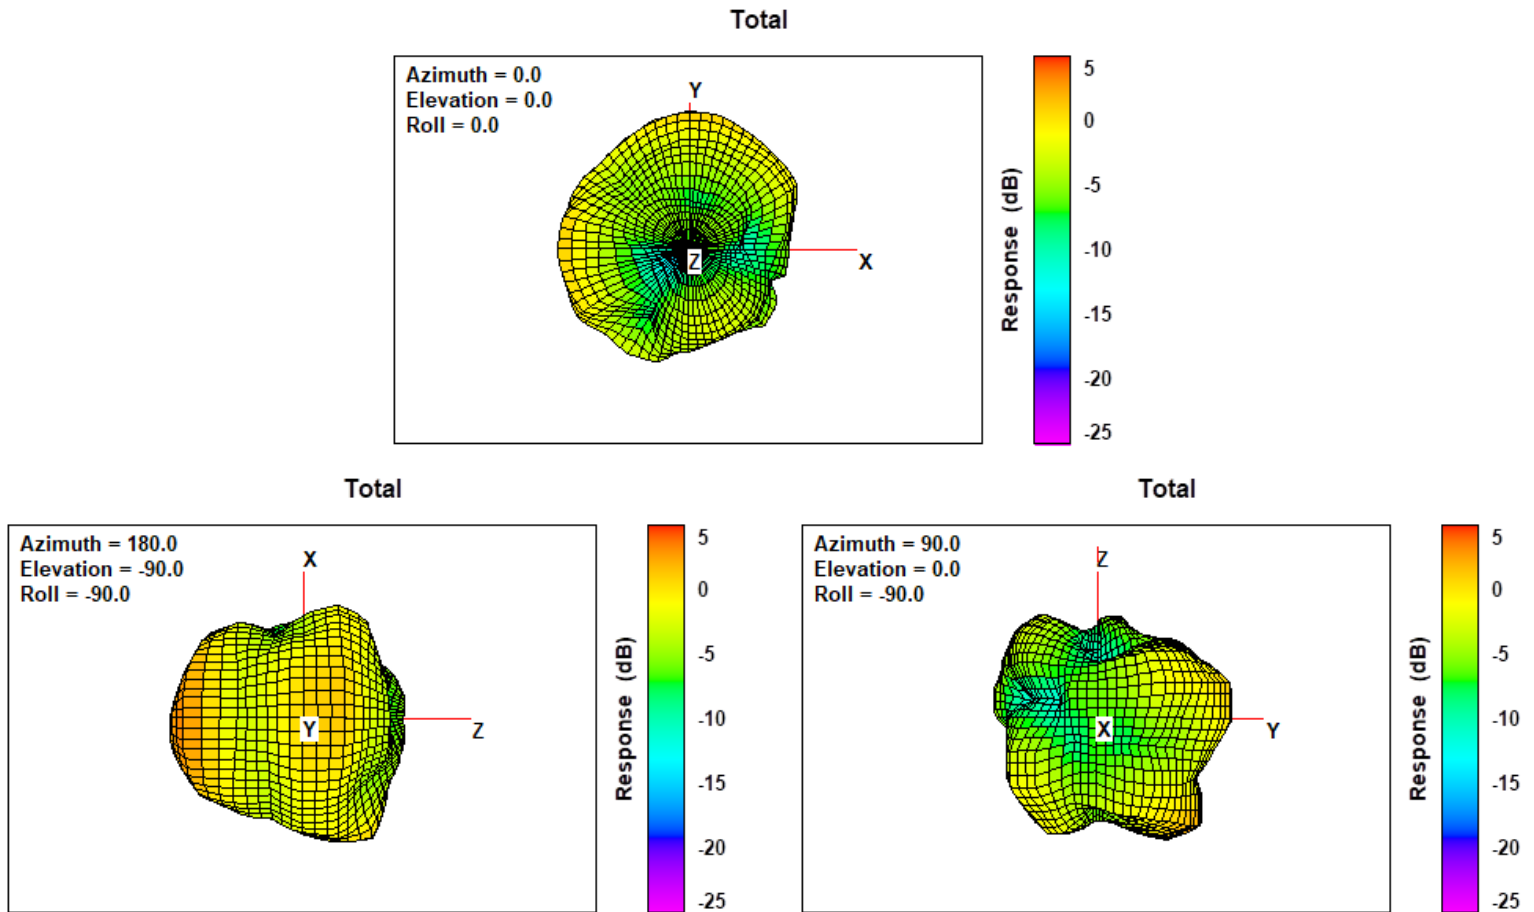 Total
Azimuth = 0.0
Elevation = 0.0
Roll = 0.0
Y
X
Z
Response (dB)
5
0
-5
-10
-15
-20
-25
Total
Azimuth = 180.0
Elevation = -90.0
Roll = -90.0
X
Y
Z
Response (dB)
5
0
-5
-10
-15
-20
-25
Total
Azimuth = 90.0
Elevation = 0.0
Roll = -90.0
Z
X
Y
Response (dB)
5
0
-5
-10
-15
-20
-25